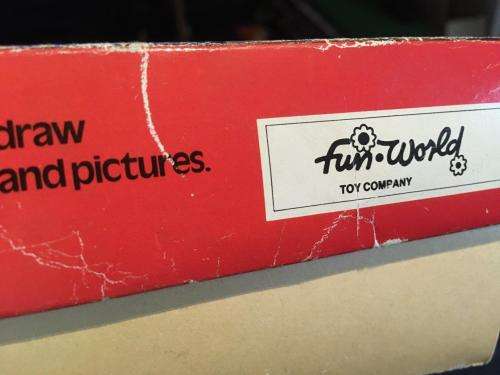 draw
and pictures.
fun·World
TOY COMPANY